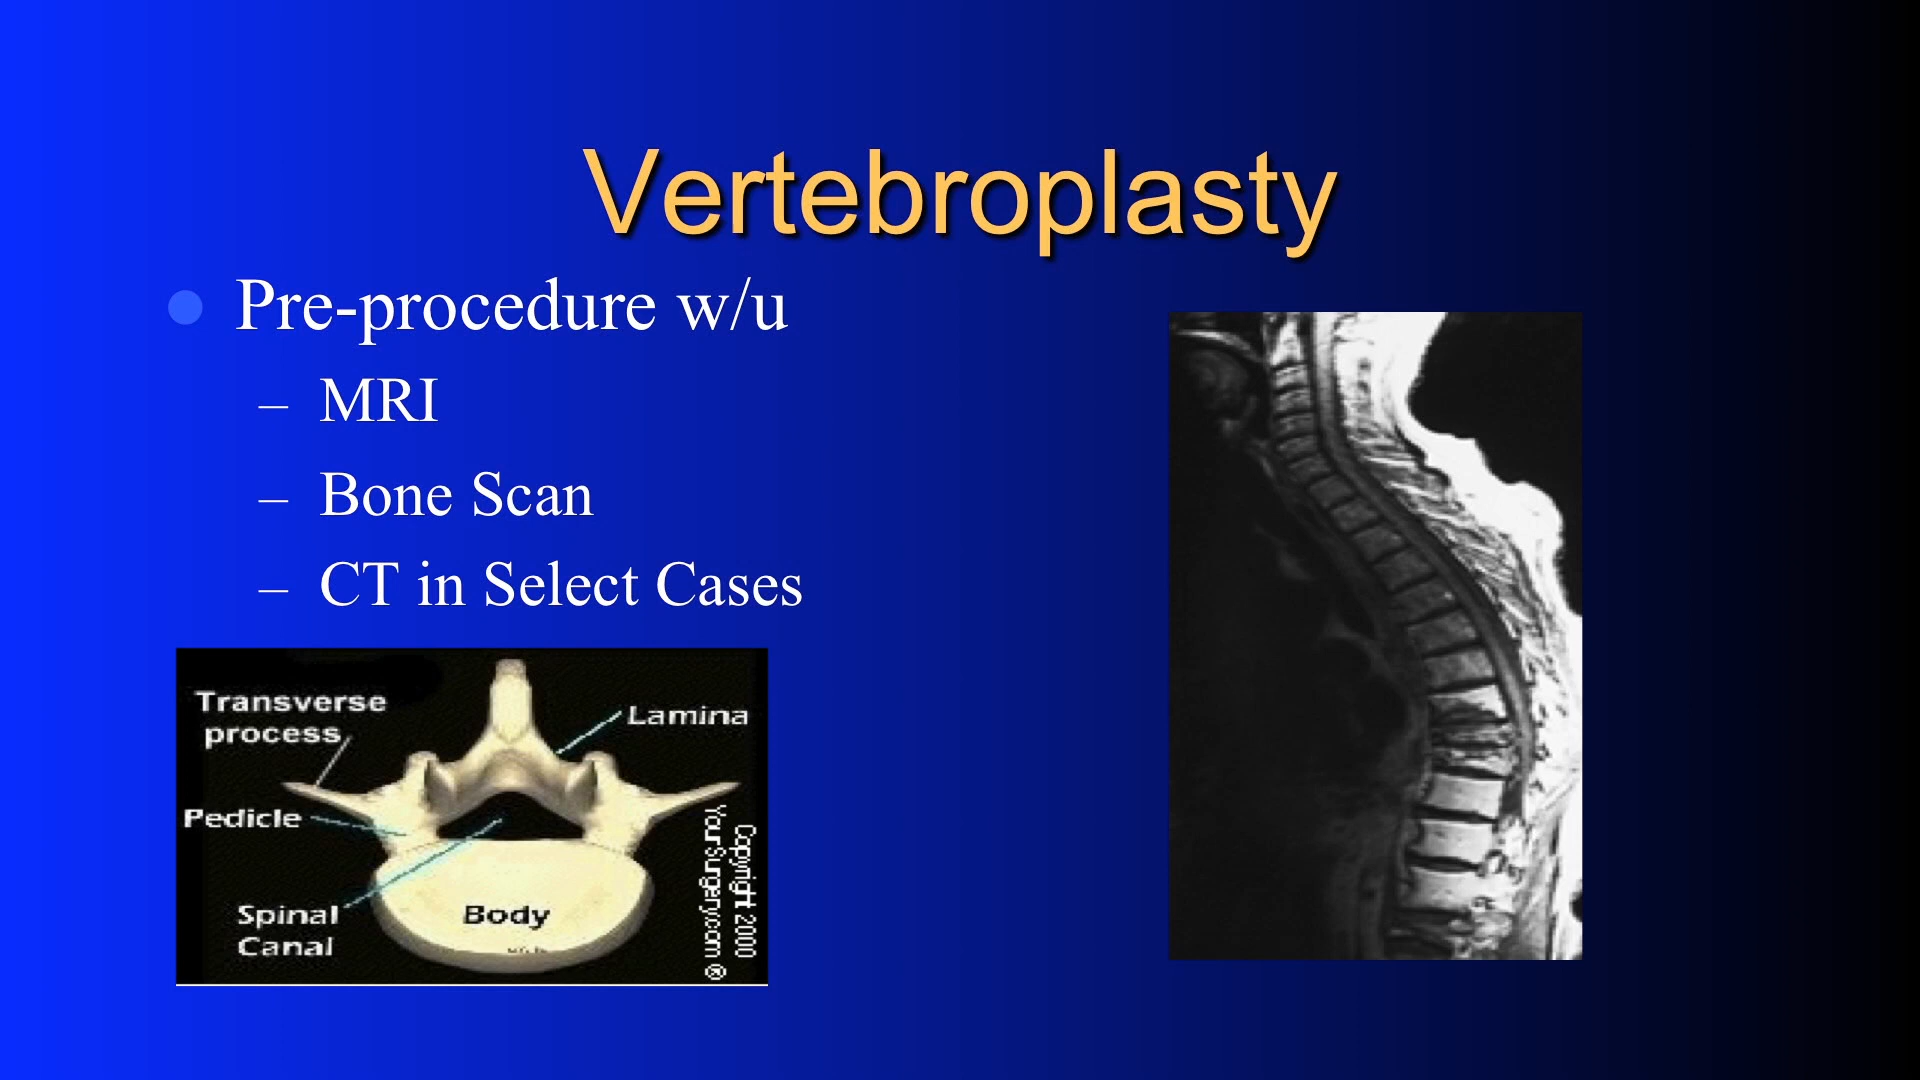 Vertebroplasty
Pre-procedure w/u
– MRI
– Bone Scan
– CT in Select Cases
Transverse
process
Lamina
Pedicle
Spinal
Canal
Body
Copyright 2000
YourSurgery.com ®